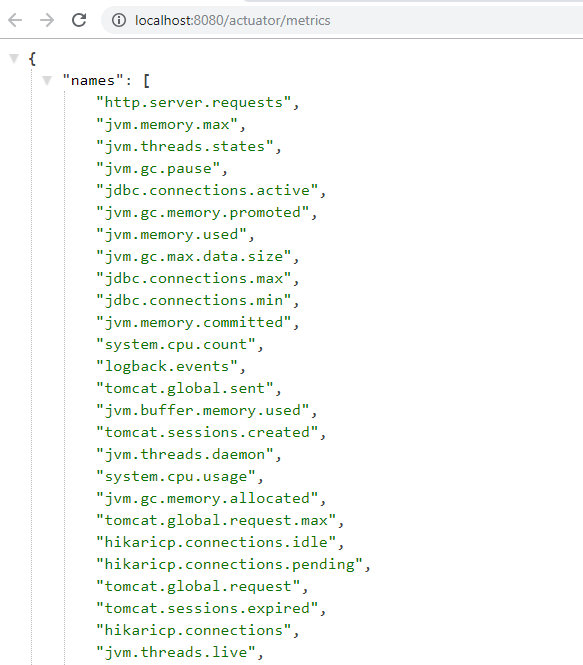 localhost:8080/actuator/metrics
{
"names": [
"http.server.requests",
"jvm.memory.max",
"jvm.threads.states",
"jvm.gc.pause",
"jdbc.connections.active",
"jvm.gc.memory.promoted",
"jvm.memory.used",
"jvm.gc.max.data.size",
"jdbc.connections.max",
"jdbc.connections.min",
"jvm.memory.committed",
"system.cpu.count",
"logback.events",
"tomcat.global.sent",
"jvm.buffer.memory.used",
"tomcat.sessions.created",
"jvm.threads.daemon",
"system.cpu.usage",
"jvm.gc.memory.allocated",
"tomcat.global.request.max",
"hikaricp.connections.idle",
"hikaricp.connections.pending",
"tomcat.global.request",
"tomcat.sessions.expired",
"hikaricp.connections",
"jvm.threads.live",